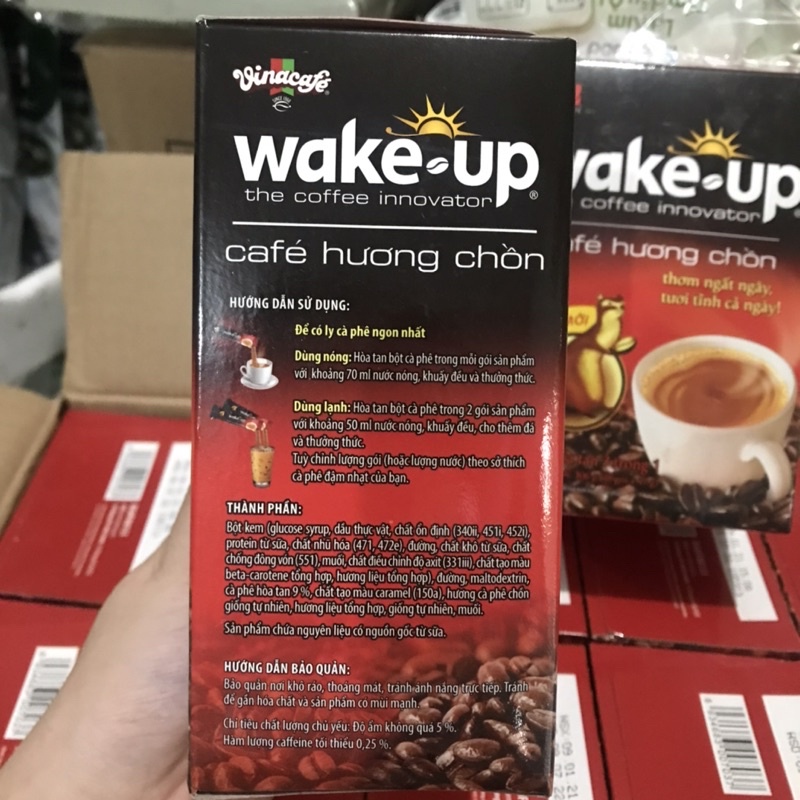 Vinacafé
wake-up
the coffee innovator
café hương chồn
HƯỚNG DẪN SỬ DỤNG:
Để có ly cà phê ngon nhất
Dùng nóng: Hòa tan bột cà phê trong mỗi gói sản phẩm
với khoảng 70 ml nước nóng, khuấy đều và thưởng thức.
Dùng lạnh: Hòa tan bột cà phê trong 2 gói sản phẩm
với khoảng 50 ml nước nóng, khuấy đều, cho thêm đá
và thưởng thức.
Tuỳ chỉnh lượng gói (hoặc lượng nước) theo sở thích
cà phê đậm nhạt của bạn.
THÀNH PHẦN:
Bột kem (glucose syrup, dầu thực vật, chất ổn định (340ii, 451i, 452i),
protein từ sữa, chất nhũ hóa (471, 472e), đường, chất khô từ sữa, chất
chống đông vón (551), muối, chất điều chỉnh độ axit (331iii), chất tạo màu
beta-carotene tổng hợp, hương liệu tổng hợp), đường, maltodextrin,
cà phê hòa tan 9 %, chất tạo màu caramel (150a), hương cà phê chồn
giống tự nhiên, hương liệu tổng hợp, giống tự nhiên, muối.
Sản phẩm chứa nguyên liệu có nguồn gốc từ sữa.
HƯỚNG DẪN BẢO QUẢN:
Bảo quản nơi khô ráo, thoáng mát, tránh ánh nắng trực tiếp. Tránh
để gần hóa chất và sản phẩm có mùi mạnh.
Chỉ tiêu chất lượng chủ yếu: Độ ẩm không quá 5 %.
Hàm lượng caffeine tối thiểu 0,25 %.
wake-up
coffee innovator
café hương chồn
thơm ngất ngây,
tươi tỉnh cả ngày!
MỚI
NSX 09 01 21
HSD